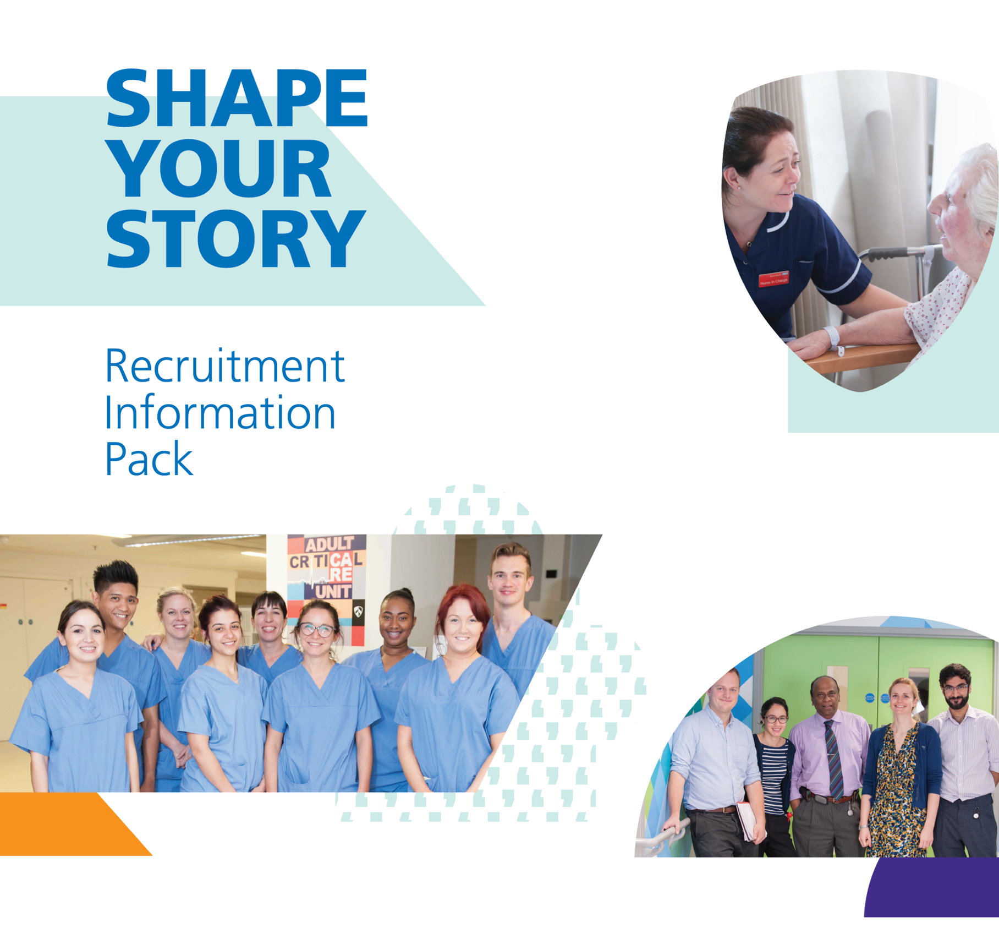 SHAPE
YOUR
STORY
Recruitment
Information
Pack
Nurse In Charge
ADULT
CRITICAL
CARE
UNIT